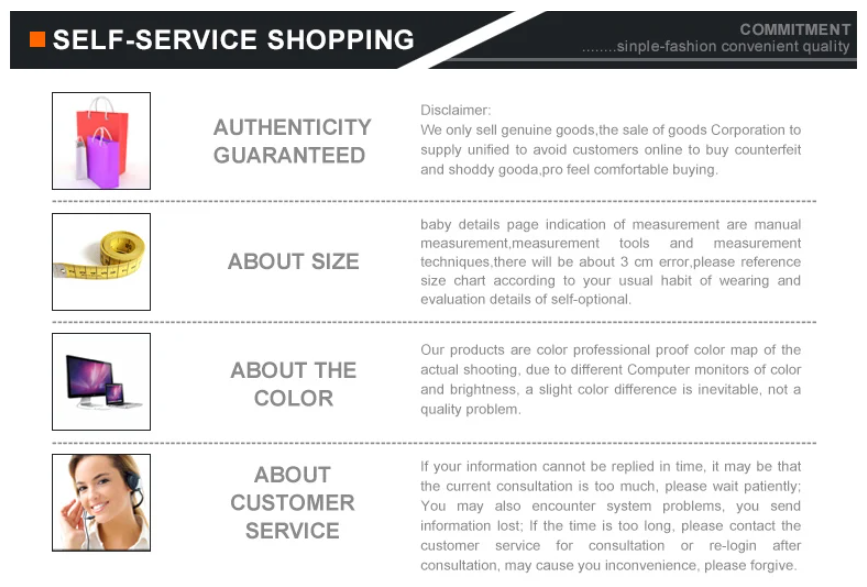 SELF-SERVICE SHOPPING
COMMITMENT
........sinple-fashion convenient quality
AUTHENTICITY
GUARANTEED
Disclaimer:
We only sell genuine goods,the sale of goods Corporation to
supply unified to avoid customers online to buy counterfeit
and shoddy gooda,pro feel comfortable buying.
ABOUT SIZE
baby details page indication of measurement are manual
measurement,measurement tools and measurement
techniques,there will be about 3 cm error,please reference
size chart according to your usual habit of wearing and
evaluation details of self-optional.
ABOUT THE
COLOR
Our products are color professional proof color map of the
actual shooting, due to different Computer monitors of color
and brightness, a slight color difference is inevitable, not a
quality problem.
ABOUT
CUSTOMER
SERVICE
If your information cannot be replied in time, it may be that
the current consultation is too much, please wait patiently;
You may also encounter system problems, you send
information lost; If the time is too long, please contact the
customer service for consultation or re-login after
consultation, may cause you inconvenience, please forgive.